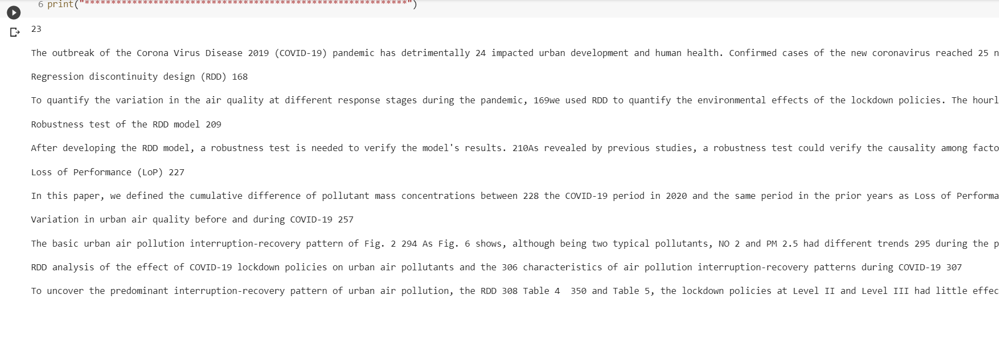 6 print("*************************************************************")
23
The outbreak of the Corona Virus Disease 2019 (COVID-19) pandemic has detrimentally 24 impacted urban development and human health. Confirmed cases of the new coronavirus reached 25 n
Regression discontinuity design (RDD) 168
To quantify the variation in the air quality at different response stages during the pandemic, 169we used RDD to quantify the environmental effects of the lockdown policies. The hourl
Robustness test of the RDD model 209
After developing the RDD model, a robustness test is needed to verify the model's results. 210As revealed by previous studies, a robustness test could verify the causality among facto
Loss of Performance (LoP) 227
In this paper, we defined the cumulative difference of pollutant mass concentrations between 228 the COVID-19 period in 2020 and the same period in the prior years as Loss of Performa
Variation in urban air quality before and during COVID-19 257
The basic urban air pollution interruption-recovery pattern of Fig. 2 294 As Fig. 6 shows, although being two typical pollutants, NO 2 and PM 2.5 had different trends 295 during the p
RDD analysis of the effect of COVID-19 lockdown policies on urban air pollutants and the 306 characteristics of air pollution interruption-recovery patterns during COVID-19 307
To uncover the predominant interruption-recovery pattern of urban air pollution, the RDD 308 Table 4  350 and Table 5, the lockdown policies at Level II and Level III had little effec